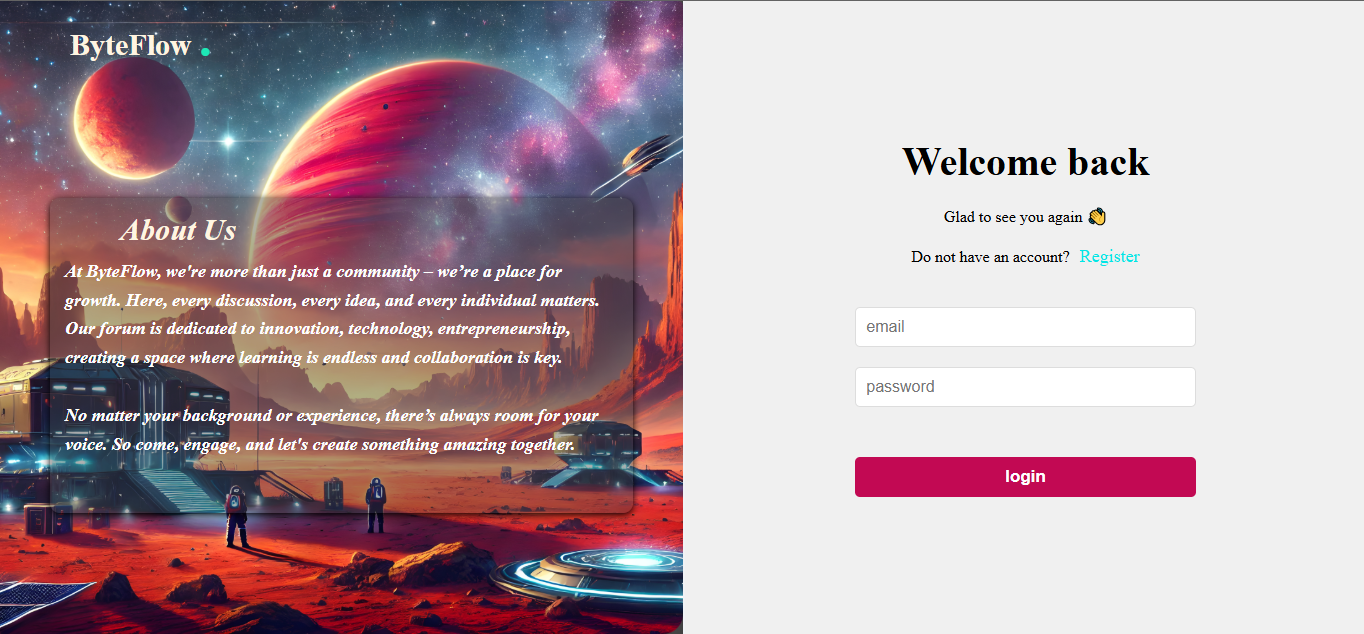 ByteFlow
About Us
At ByteFlow, we're more than just a community – we’re a place for
growth. Here, every discussion, every idea, and every individual matters.
Our forum is dedicated to innovation, technology, entrepreneurship,
creating a space where learning is endless and collaboration is key.
No matter your background or experience, there’s always room for your
voice. So come, engage, and let's create something amazing together.
Welcome back
Glad to see you again 👏
Do not have an account? Register
email
password
login